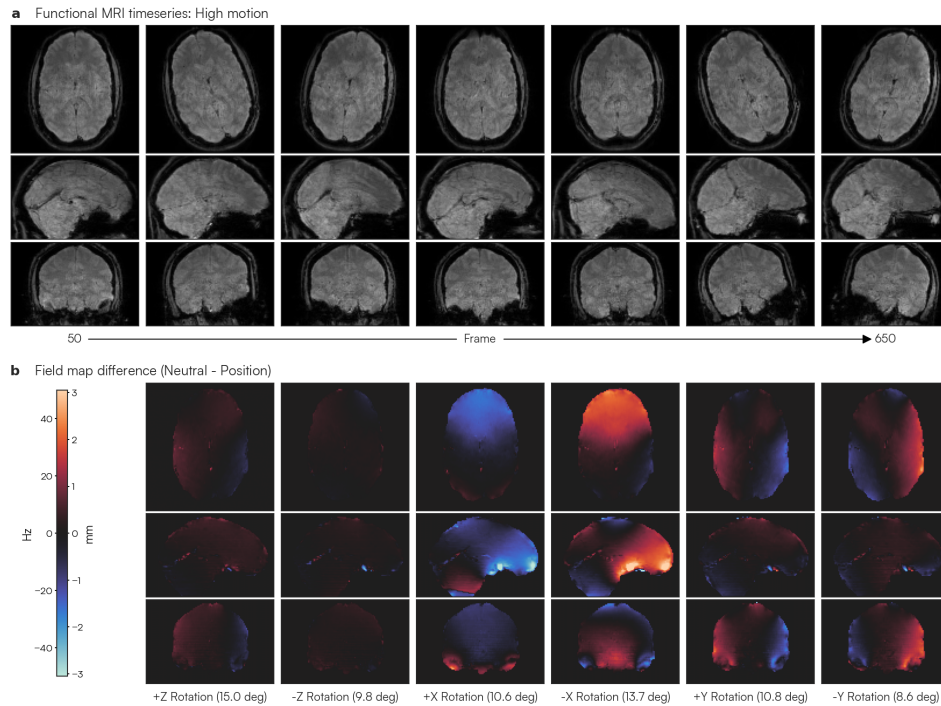 a Functional MRI timeseries: High motion
50 Frame 650
b Field map difference (Neutral - Position)
Hz
40
20
0
−20
−40
mm
3
2
1
0
−1
−2
−3
+Z Rotation (15.0 deg) -Z Rotation (9.8 deg) +X Rotation (10.6 deg) -X Rotation (13.7 deg) +Y Rotation (10.8 deg) -Y Rotation (8.6 deg)